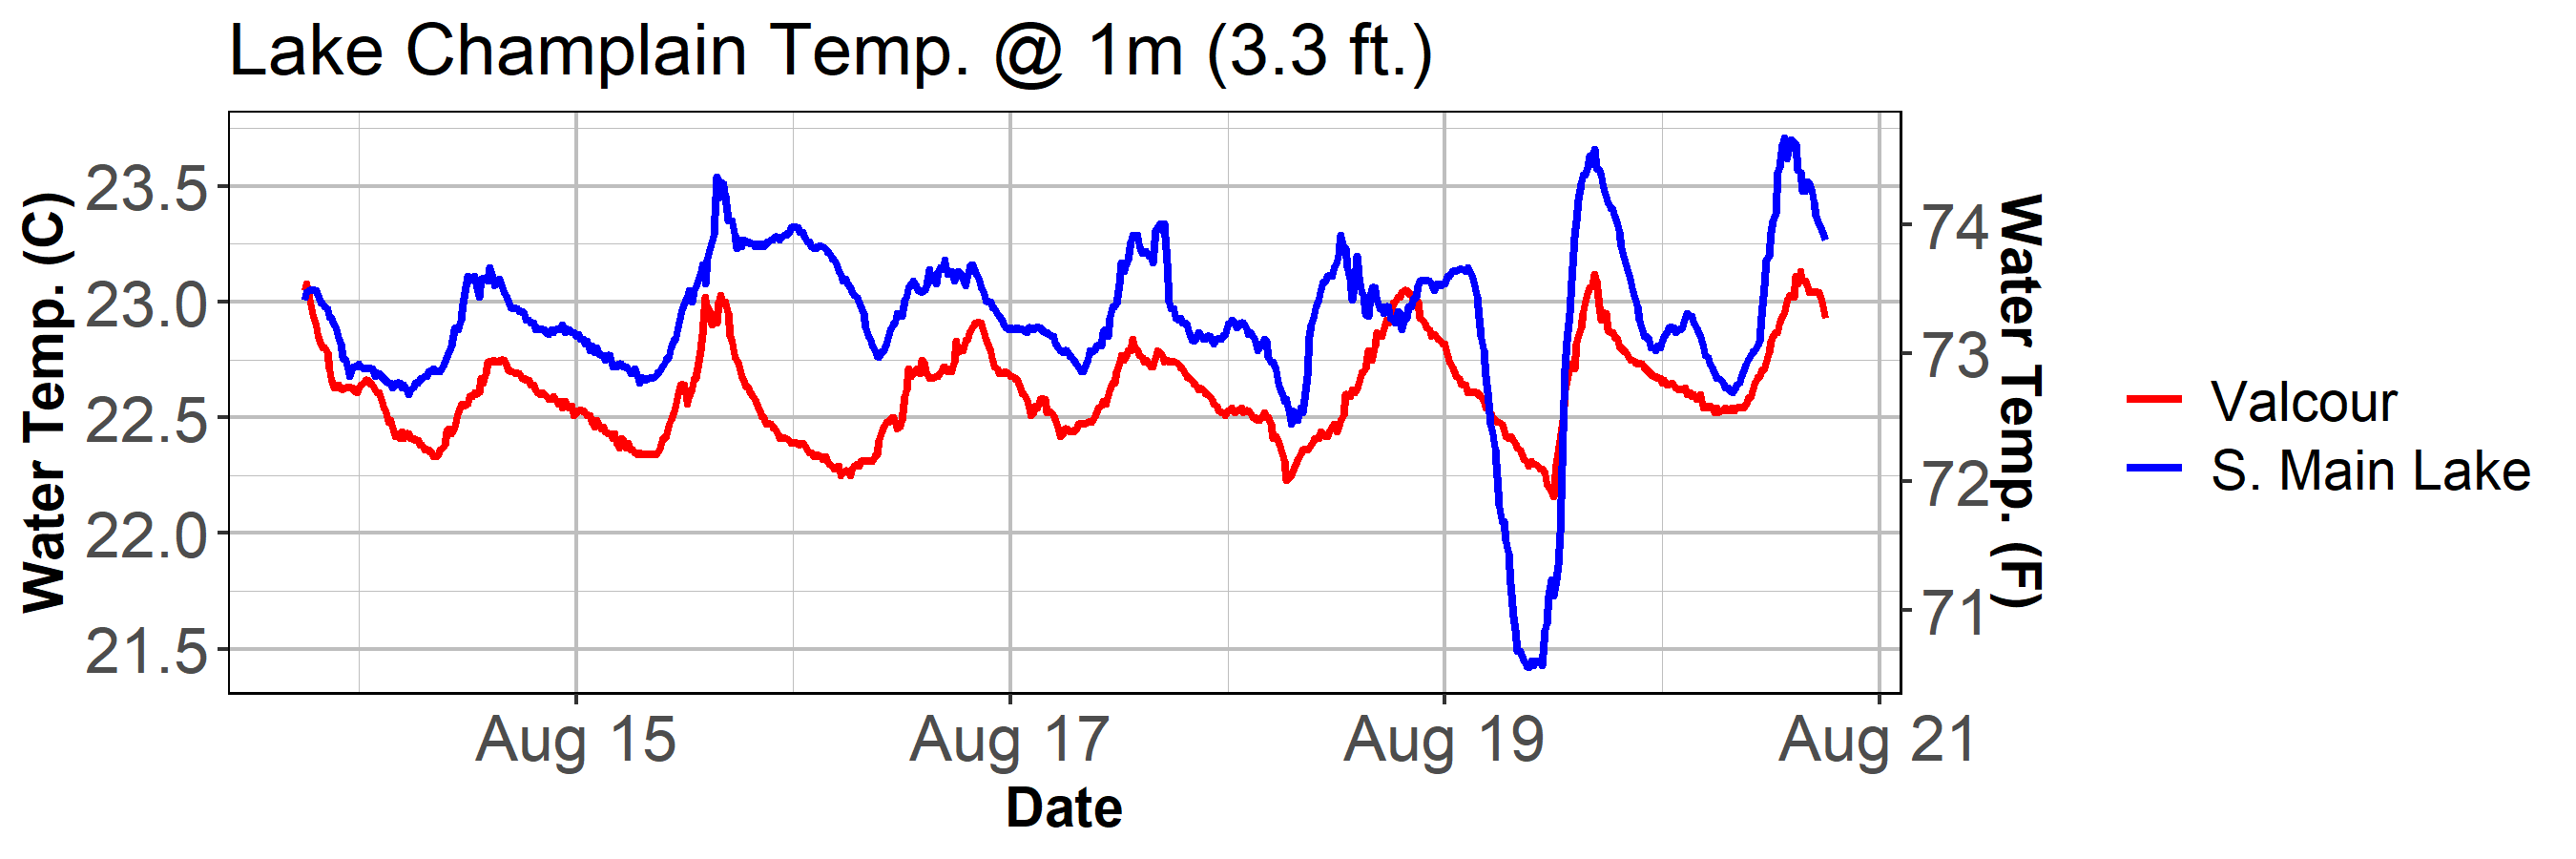 Lake Champlain Temp. @ 1m (3.3 ft.)
Water Temp. (C)
23.5
23.0
22.5
22.0
21.5
74
73
72
71
Water Temp. (F)
Aug 15
Aug 17
Aug 19
Aug 21
Date
Valcour
S. Main Lake